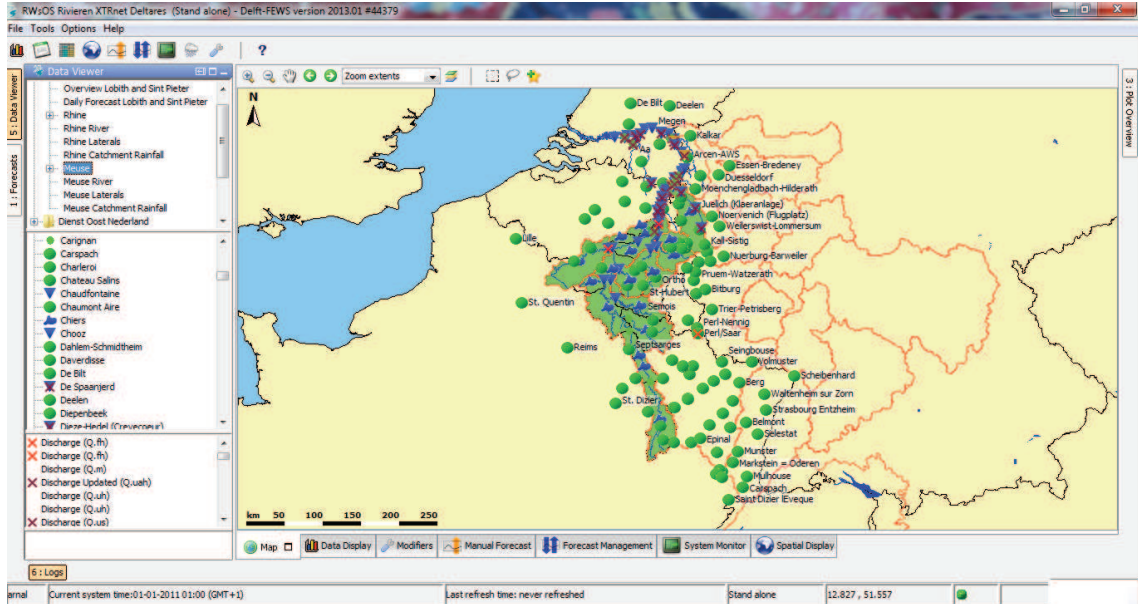 RWsOS Rivieren XTRnet Deltares (Stand alone) - Delft-FEWS version 2013.01 #44379
File Tools Options Help
Zoom extents
5 : Data Viewer
1 : Forecasts
Data Viewer
Overview Lobith and Sint Pieter
Daily Forecast Lobith and Sint Pieter
Rhine
Rhine River
Rhine Laterals
Rhine Catchment Rainfall
Meuse
Meuse River
Meuse Laterals
Meuse Catchment Rainfall
Dienst Oost Nederland
Carignan
Carspach
Charleroi
Chateau Salins
Chaudfontaine
Chaumont Aire
Chiers
Chooz
Dahlem-Schmidtheim
Daverdisse
De Bilt
De Spaanjerd
Deelen
Diepenbeek
Dieze-Hedel (Crevecoeur)
Discharge (Q.fh)
Discharge (Q.fh)
Discharge (Q.m)
Discharge Updated (Q.uah)
Discharge (Q.uh)
Discharge (Q.uh)
Discharge (Q.us)
N
De Bilt
Deelen
Megen
Kalkar
Aa
Arcen-AWS
Essen-Bredeney
Duesseldorf
Moenchengladbach-Hilderath
Juelich (Klaeranlage)
Noervenich (Flugplatz)
Weilerswist-Lommersum
Lille
Kall-Sistig
Nuerburg-Barweiler
Pruem-Watzerath
Ortho
Bitburg
St-Hubert
St. Quentin
Semois
Trier-Petrisberg
Perl-Nennig
Perl/Saar
Reims
Septsarges
Seingbouse
Volmuster
Scheibenhard
Berg
Waltenheim sur Zorn
St. Dizier
Strasbourg Entzheim
Belmont
Selestat
Epinal
Munster
Markstein = Oderen
Mulhouse
Carspach
Saint Dizier lEveque
km 50 100 150 200 250
3 : Plot Overview
Map
Data Display
Modifiers
Manual Forecast
Forecast Management
System Monitor
Spatial Display
6 : Logs
Current system time:01-01-2011 01:00 (GMT+1)
Last refresh time: never refreshed
Stand alone
12.827 , 51.557